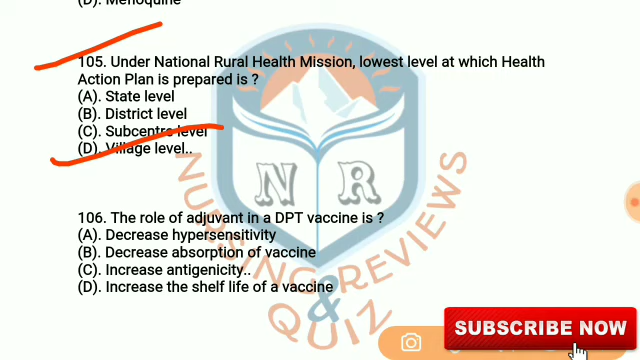 (D). Menoquine
105. Under National Rural Health Mission, lowest level at which Health
Action Plan is prepared is ?
(A). State level
(B). District level
(C). Subcentre level
(D). Village level..
106. The role of adjuvant in a DPT vaccine is ?
(A). Decrease hypersensitivity
(B). Decrease absorption of vaccine
(C). Increase antigenicity..
(D). Increase the shelf life of a vaccine
N R
NURSING REVIEWS
&
QUIZ
SUBSCRIBE NOW